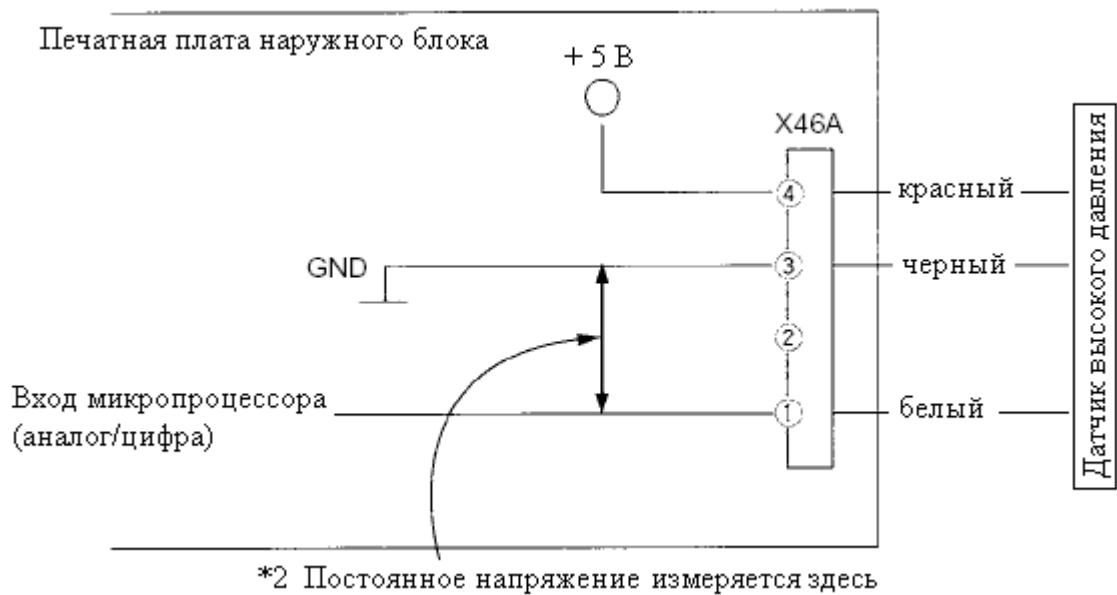 Печатная плата наружного блока
+ 5 В
X46A
4
красный
GND
3
черный
2
Вход микропроцессора
(аналог/цифра)
1
белый
Датчик высокого давления
*2 Постоянное напряжение измеряется здесь